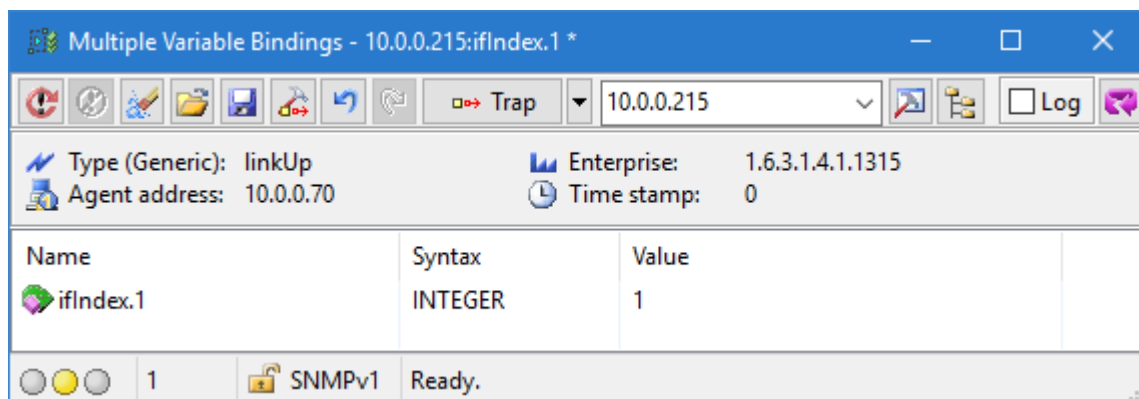 Multiple Variable Bindings - 10.0.0.215:ifIndex.1 *
Trap 10.0.0.215 Log
Type (Generic): linkUp Enterprise: 1.6.3.1.4.1.1315
Agent address: 10.0.0.70 Time stamp: 0
Name Syntax Value
ifIndex.1 INTEGER 1
1 SNMPv1 Ready.